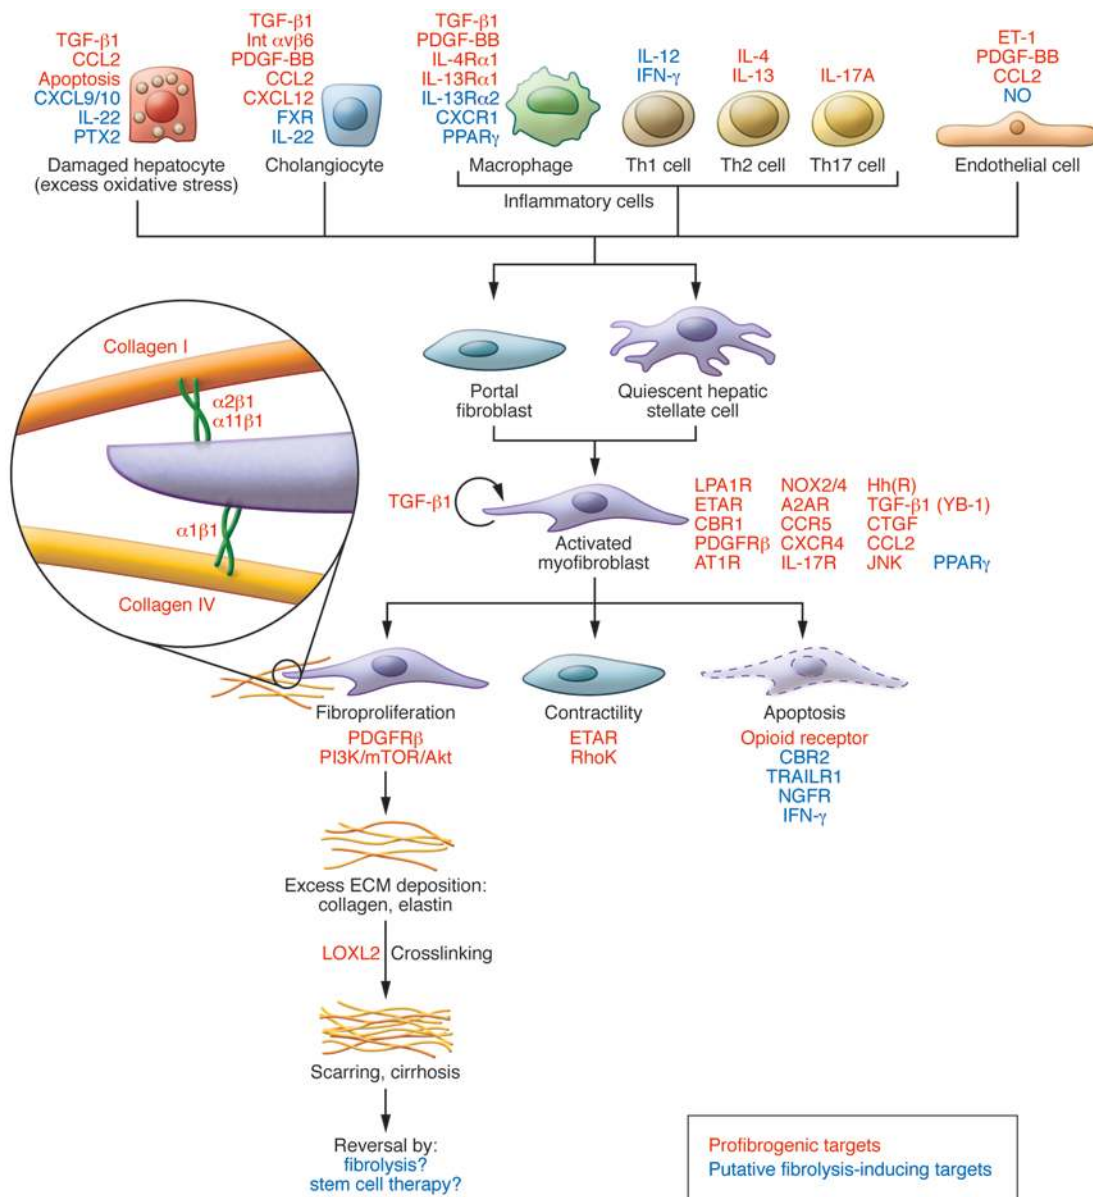 TGF-β1
CCL2
Apoptosis
CXCL9/10
IL-22
PTX2
Damaged hepatocyte
(excess oxidative stress)
TGF-β1
Int αvβ6
PDGF-BB
CCL2
CXCL12
FXR
IL-22
Cholangiocyte
TGF-β1
PDGF-BB
IL-4Rα1
IL-13Rα1
IL-13Rα2
CXCR1
PPARγ
Macrophage
IL-12
IFN-γ
Th1 cell
IL-4
IL-13
Th2 cell
IL-17A
Th17 cell
Inflammatory cells
ET-1
PDGF-BB
CCL2
NO
Endothelial cell
Portal
fibroblast
Quiescent hepatic
stellate cell
Collagen I
α2β1
α11β1
α1β1
Collagen IV
TGF-β1
Activated
myofibroblast
LPA1R NOX2/4 Hh(R)
ETAR A2AR TGF-β1 (YB-1)
CBR1 CCR5 CTGF
PDGFRβ CXCR4 CCL2
AT1R IL-17R JNK PPARγ
Fibroproliferation
PDGFRβ
PI3K/mTOR/Akt
Contractility
ETAR
RhoK
Apoptosis
Opioid receptor
CBR2
TRAILR1
NGFR
IFN-γ
Excess ECM deposition:
collagen, elastin
LOXL2 Crosslinking
Scarring, cirrhosis
Reversal by:
fibrolysis?
stem cell therapy?
Profibrogenic targets
Putative fibrolysis-inducing targets